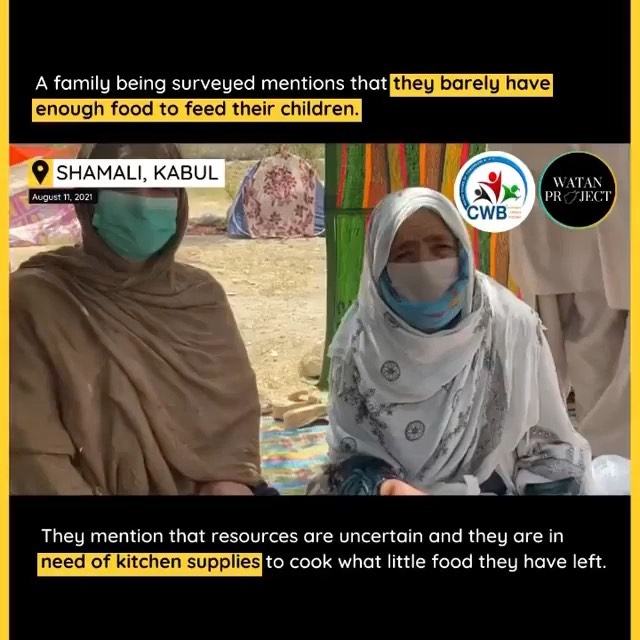 A family being surveyed mentions that they barely have
enough food to feed their children.
SHAMALI, KABUL
August 11, 2021
CWB
WATAN
PROJECT
They mention that resources are uncertain and they are in
need of kitchen supplies to cook what little food they have left.